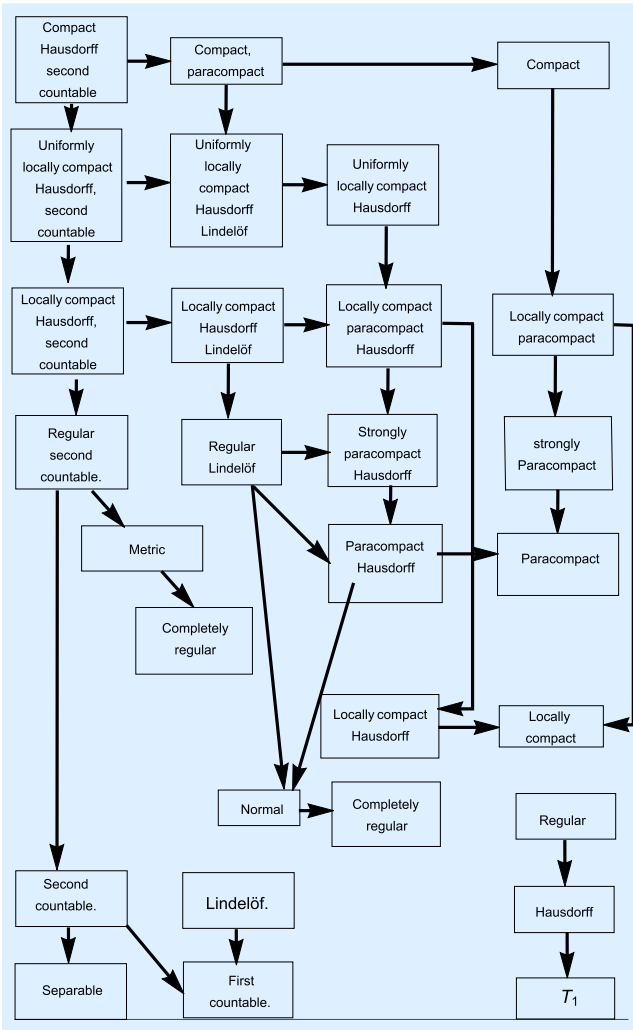 Compact
Hausdorff
second
countable
Compact,
paracompact
Compact
Uniformly
locally compact
Hausdorff,
second
countable
Uniformly
locally
compact
Hausdorff
Lindelöf
Uniformly
locally compact
Hausdorff
Locally compact
Hausdorff,
second
countable
Locally compact
Hausdorff
Lindelöf
Locally compact
paracompact
Hausdorff
Locally compact
paracompact
Regular
second
countable.
Regular
Lindelöf
Strongly
paracompact
Hausdorff
strongly
Paracompact
Metric
Paracompact
Hausdorff
Paracompact
Completely
regular
Locally compact
Hausdorff
Locally
compact
Normal
Completely
regular
Regular
Second
countable.
Lindelöf.
Hausdorff
Separable
First
countable.
T₁